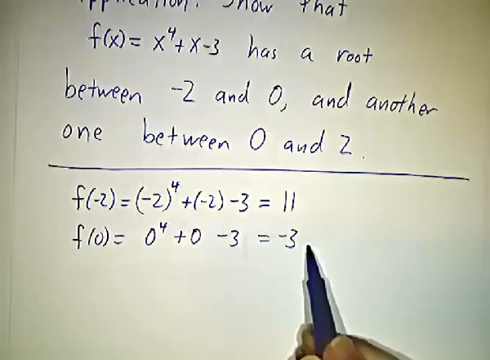 application: Show that
f(x) = x⁴+x-3 has a root
between -2 and 0, and another
one between 0 and 2.
f(-2) = (-2)⁴+(-2)-3 = 11
f(0) = 0⁴+0 -3 = -3